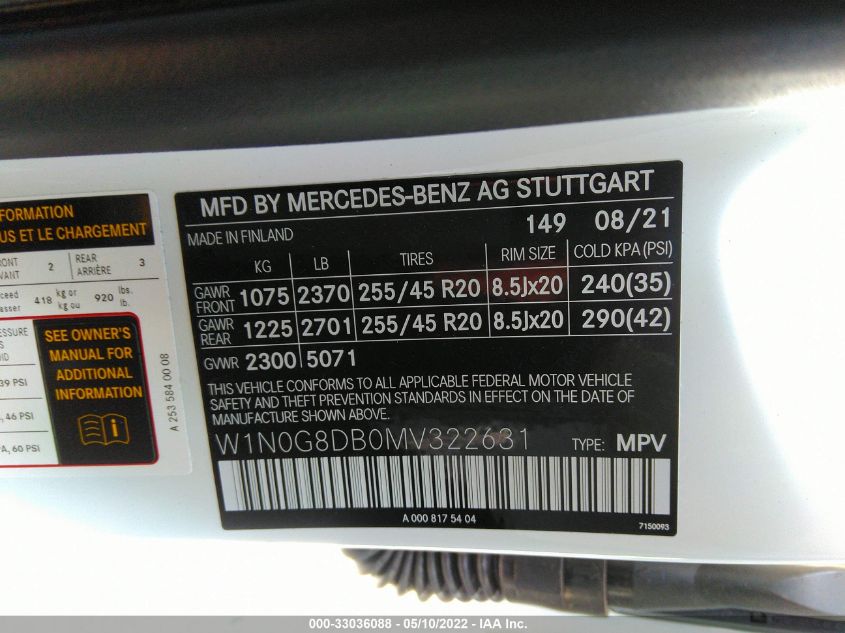 MFD BY MERCEDES-BENZ AG STUTTGART
149 08/21
MADE IN FINLAND
KG LB TIRES RIM SIZE COLD KPA (PSI)
GAWR FRONT 1075 2370 255/45 R20 8.5Jx20 240(35)
GAWR REAR 1225 2701 255/45 R20 8.5Jx20 290(42)
GVWR 2300 5071
THIS VEHICLE CONFORMS TO ALL APPLICABLE FEDERAL MOTOR VEHICLE
SAFETY AND THEFT PREVENTION STANDARDS IN EFFECT ON THE DATE OF
MANUFACTURE SHOWN ABOVE.
W1N0G8DB0MV322631 TYPE: MPV
A 000 817 54 04
7150093
FORMATION
US ET LE CHARGEMENT
RONT 2 REAR 3
VANT ARRIÈRE
xceed 418 kg or 920 lbs.
asser kg ou lb.
ESSURE
S
OID
39 PSI
, 46 PSI
PA, 60 PSI
SEE OWNER'S
MANUAL FOR
ADDITIONAL
INFORMATION
A 253 584 00 08
000-33036088 - 05/10/2022 - IAA Inc.